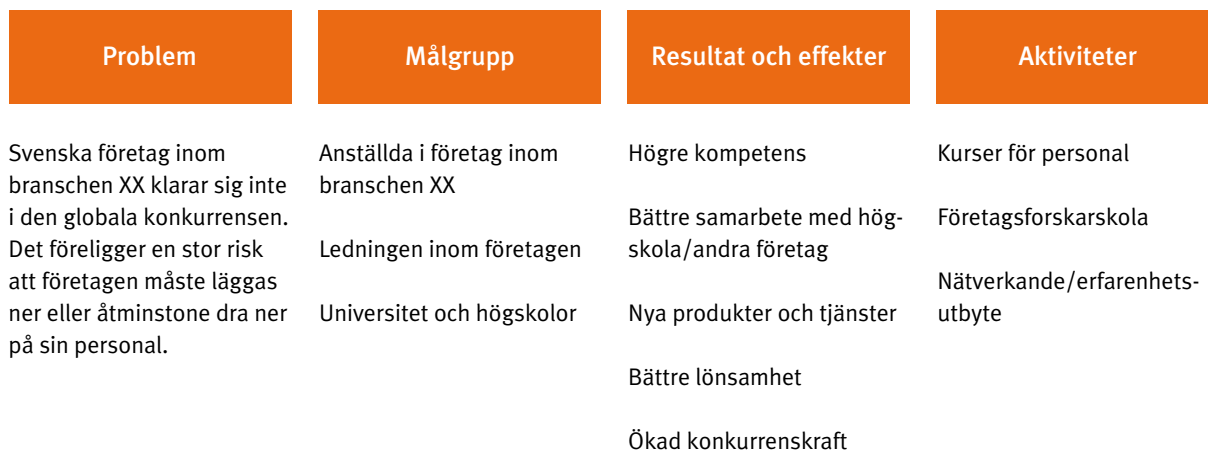 Problem
Målgrupp
Resultat och effekter
Aktiviteter
Svenska företag inom
branschen XX klarar sig inte
i den globala konkurrensen.
Det föreligger en stor risk
att företagen måste läggas
ner eller åtminstone dra ner
på sin personal.
Anställda i företag inom
branschen XX
Ledningen inom företagen
Universitet och högskolor
Högre kompetens
Bättre samarbete med hög-
skola/andra företag
Nya produkter och tjänster
Bättre lönsamhet
Ökad konkurrenskraft
Kurser för personal
Företagsforskarskola
Nätverkande/erfarenhets-
utbyte